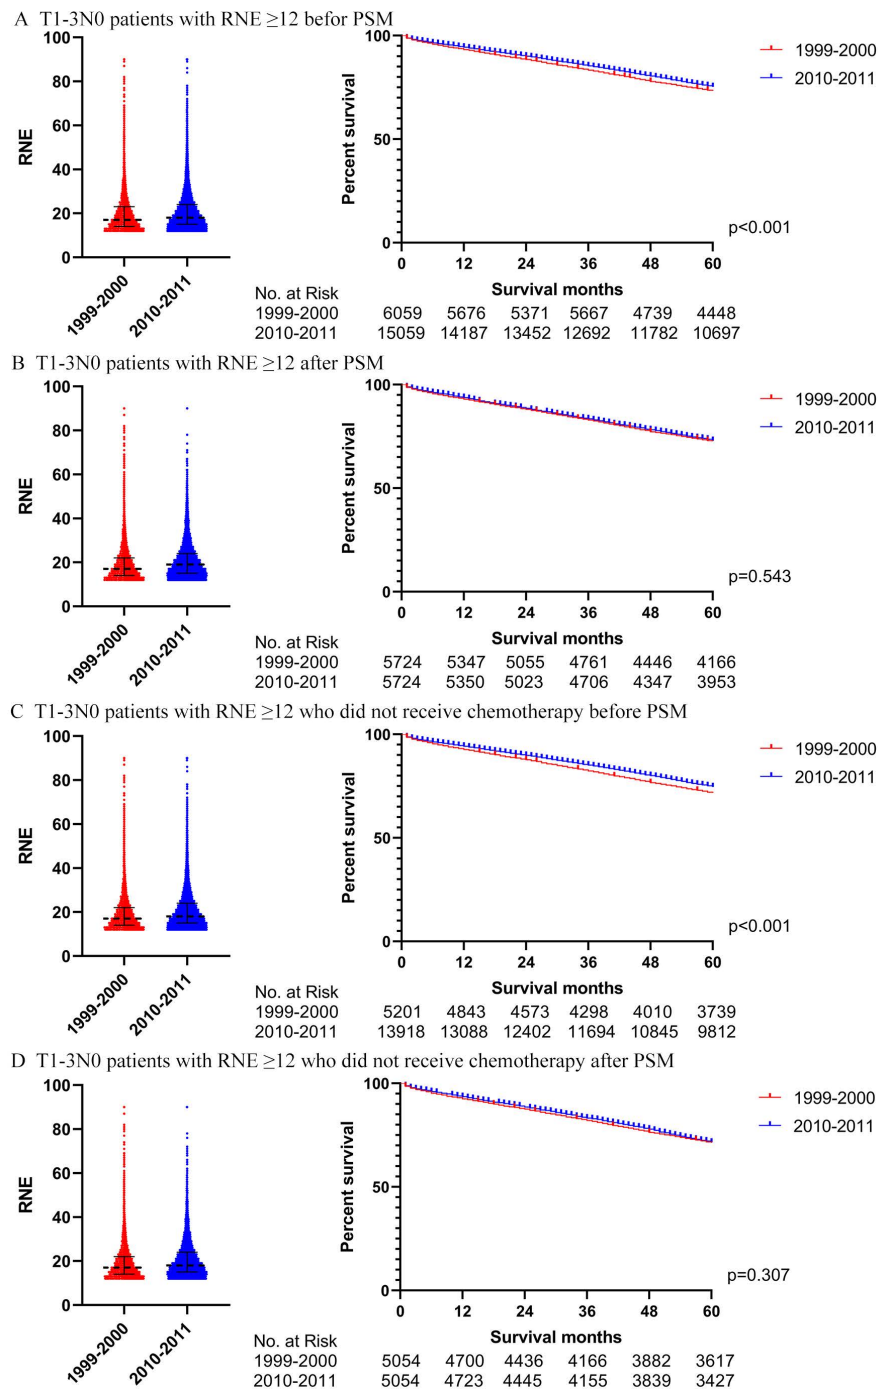 A T1-3N0 patients with RNE ≥12 befor PSM
100
80
60
40
20
0
RNE
1999-2000
2010-2011
100
50
0
Percent survival
0 12 24 36 48 60
Survival months
1999-2000
2010-2011
p<0.001
No. at Risk
1999-2000 6059 5676 5371 5667 4739 4448
2010-2011 15059 14187 13452 12692 11782 10697
B T1-3N0 patients with RNE ≥12 after PSM
100
80
60
40
20
0
RNE
1999-2000
2010-2011
100
50
0
Percent survival
0 12 24 36 48 60
Survival months
1999-2000
2010-2011
p=0.543
No. at Risk
1999-2000 5724 5347 5055 4761 4446 4166
2010-2011 5724 5350 5023 4706 4347 3953
C T1-3N0 patients with RNE ≥12 who did not receive chemotherapy before PSM
100
80
60
40
20
0
RNE
1999-2000
2010-2011
100
50
0
Percent survival
0 12 24 36 48 60
Survival months
1999-2000
2010-2011
p<0.001
No. at Risk
1999-2000 5201 4843 4573 4298 4010 3739
2010-2011 13918 13088 12402 11694 10845 9812
D T1-3N0 patients with RNE ≥12 who did not receive chemotherapy after PSM
100
80
60
40
20
0
RNE
1999-2000
2010-2011
100
50
0
Percent survival
0 12 24 36 48 60
Survival months
1999-2000
2010-2011
p=0.307
No. at Risk
1999-2000 5054 4700 4436 4166 3882 3617
2010-2011 5054 4723 4445 4155 3839 3427